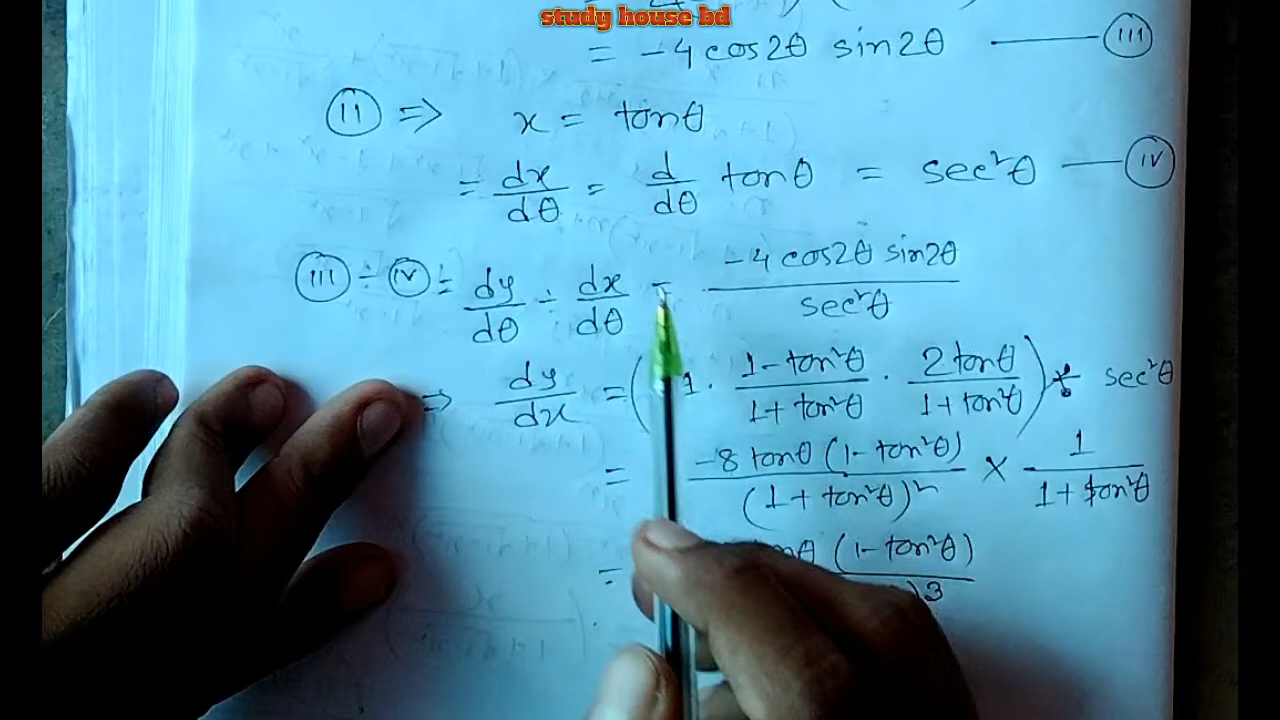 study house bd
= -4 cos2θ sin2θ —— III
II ⇒ x = tanθ
= dx/dθ = d/dθ tanθ = sec²θ —— IV
III ÷ IV = dy/dθ ÷ dx/dθ = -4 cos2θ sin2θ / sec²θ
⇒ dy/dx = ( 1 · 1-tan²θ / 1+tan²θ · 2tanθ / 1+tan²θ ) ÷ sec²θ
= -8 tanθ (1-tan²θ) / (1+tan²θ)² × 1 / 1+tan²θ
= (1-tan²θ) / )3